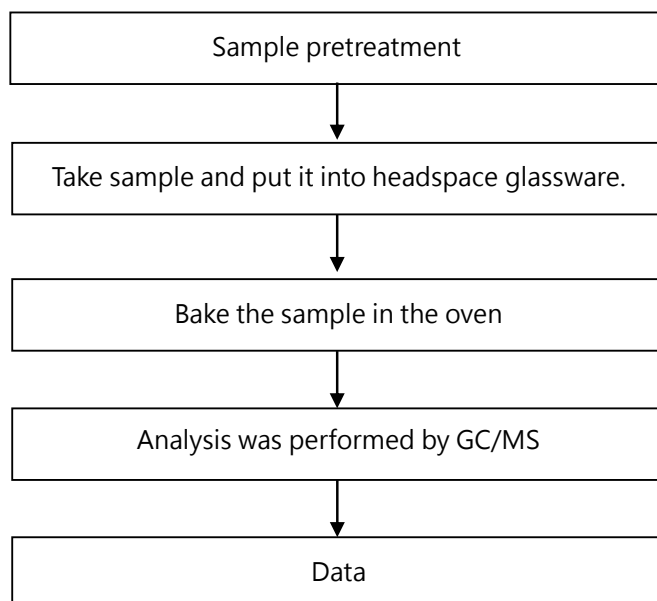 Sample pretreatment
Take sample and put it into headspace glassware.
Bake the sample in the oven
Analysis was performed by GC/MS
Data